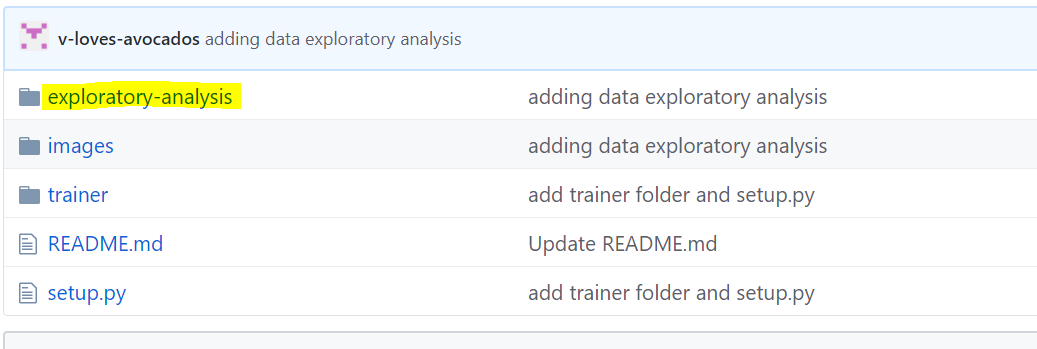 v-loves-avocados adding data exploratory analysis
exploratory-analysis adding data exploratory analysis
images adding data exploratory analysis
trainer add trainer folder and setup.py
README.md Update README.md
setup.py add trainer folder and setup.py